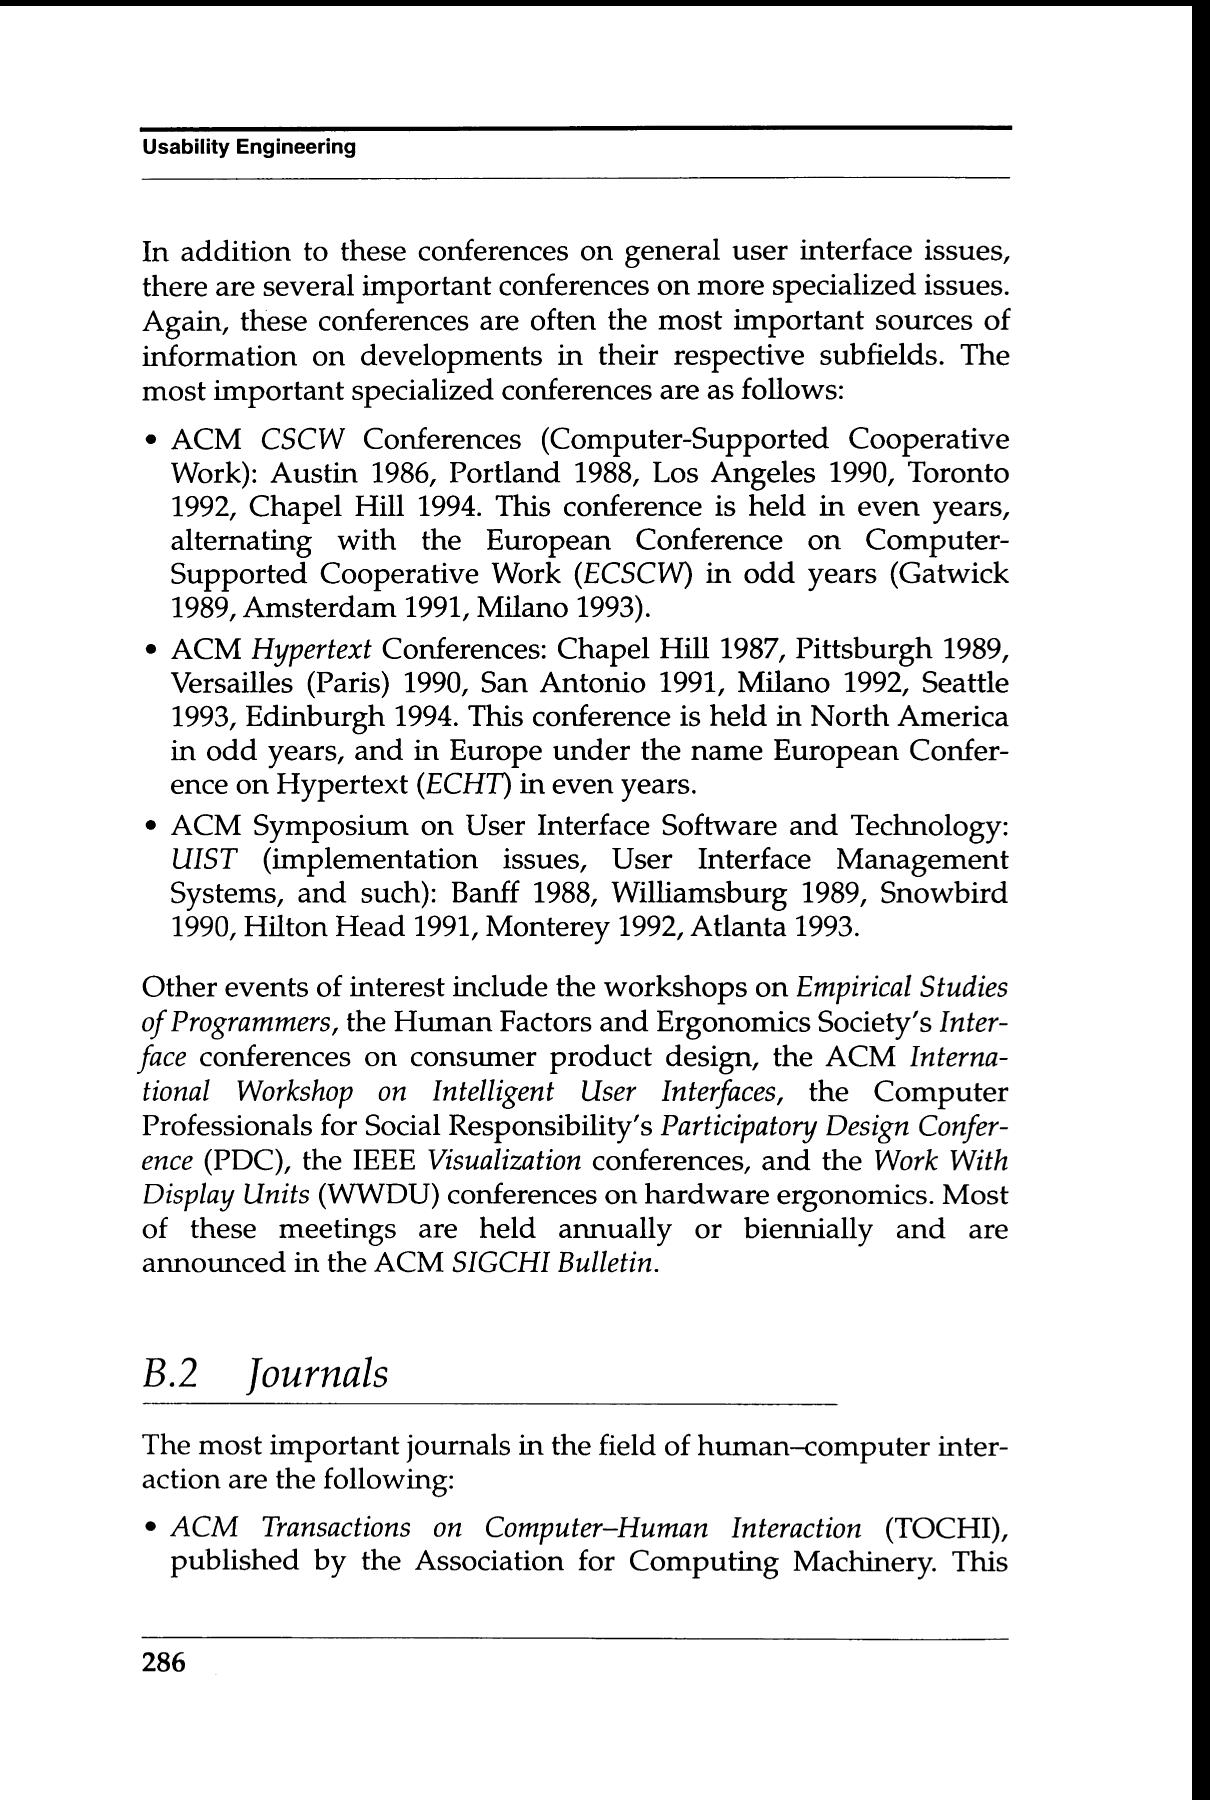 Usability Engineering
In addition to these conferences on general user interface issues,
there are several important conferences on more specialized issues.
Again, these conferences are often the most important sources of
information on developments in their respective subfields. The
most important specialized conferences are as follows:
• ACM CSCW Conferences (Computer-Supported Cooperative
Work): Austin 1986, Portland 1988, Los Angeles 1990, Toronto
1992, Chapel Hill 1994. This conference is held in even years,
alternating with the European Conference on Computer-
Supported Cooperative Work (ECSCW) in odd years (Gatwick
1989, Amsterdam 1991, Milano 1993).
• ACM Hypertext Conferences: Chapel Hill 1987, Pittsburgh 1989,
Versailles (Paris) 1990, San Antonio 1991, Milano 1992, Seattle
1993, Edinburgh 1994. This conference is held in North America
in odd years, and in Europe under the name European Confer-
ence on Hypertext (ECHT) in even years.
• ACM Symposium on User Interface Software and Technology:
UIST (implementation issues, User Interface Management
Systems, and such): Banff 1988, Williamsburg 1989, Snowbird
1990, Hilton Head 1991, Monterey 1992, Atlanta 1993.
Other events of interest include the workshops on Empirical Studies
of Programmers, the Human Factors and Ergonomics Society's Inter-
face conferences on consumer product design, the ACM Interna-
tional Workshop on Intelligent User Interfaces, the Computer
Professionals for Social Responsibility's Participatory Design Confer-
ence (PDC), the IEEE Visualization conferences, and the Work With
Display Units (WWDU) conferences on hardware ergonomics. Most
of these meetings are held annually or biennially and are
announced in the ACM SIGCHI Bulletin.
B.2 Journals
The most important journals in the field of human–computer inter-
action are the following:
• ACM Transactions on Computer–Human Interaction (TOCHI),
published by the Association for Computing Machinery. This
286